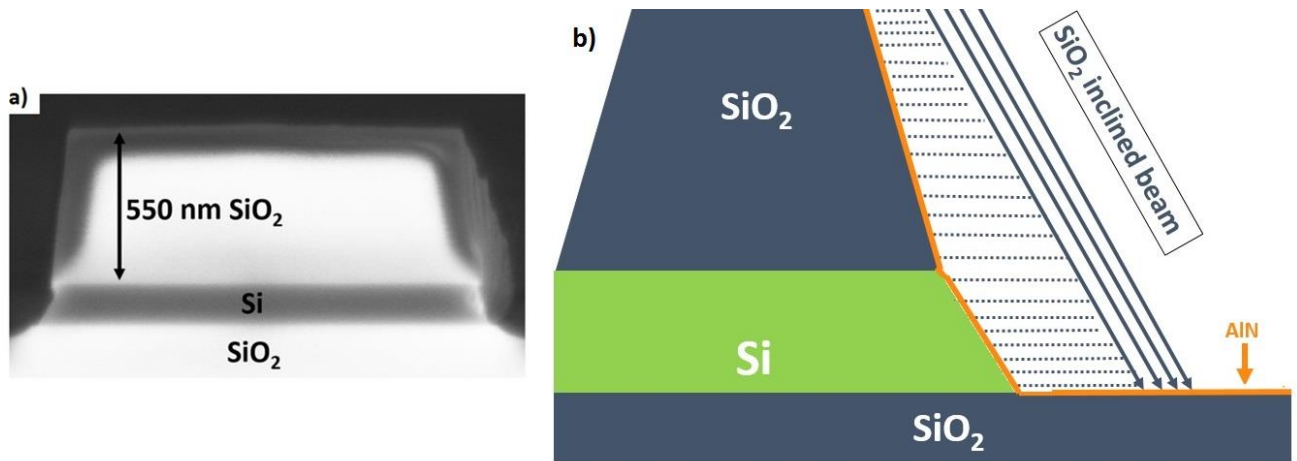 a)
550 nm SiO₂
Si
SiO₂
b)
SiO₂
SiO₂ inclined beam
AlN
Si
SiO₂